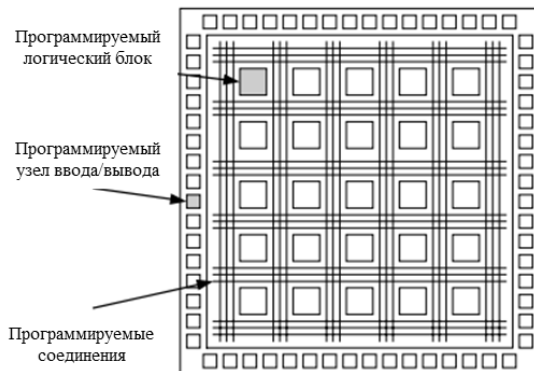 Программируемый
логический блок
Программируемый
узел ввода/вывода
Программируемые
соединения